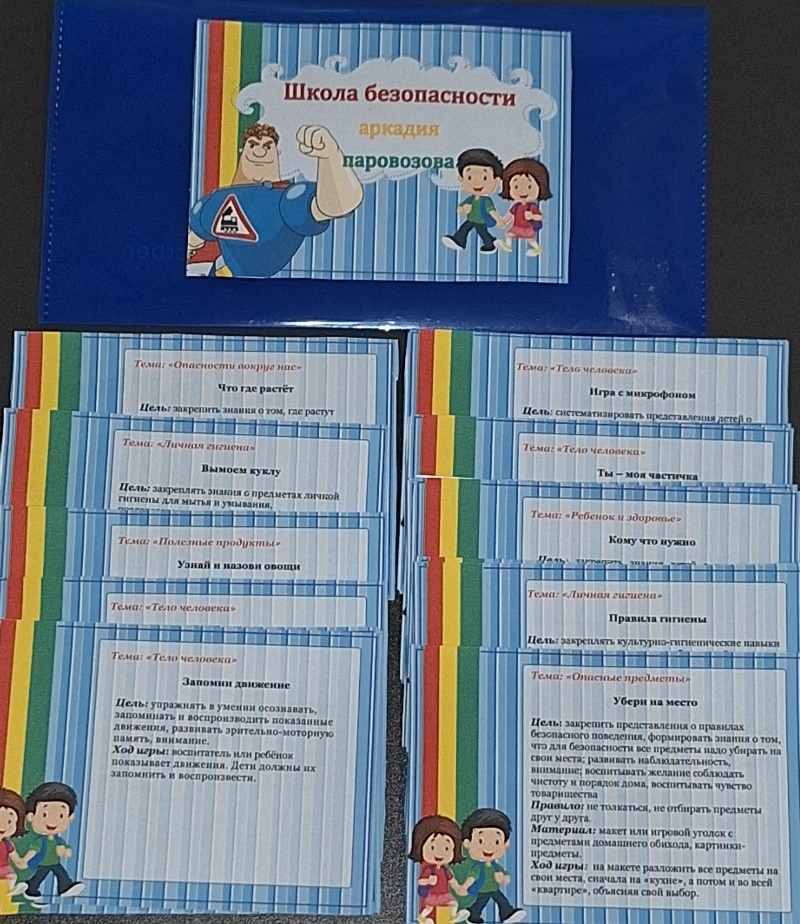 Школа безопасности
аркадия
паровозова
Тема: «Опасности вокруг нас»
Что где растёт
Цель: закрепить знания о том, где растут
Тема: «Личная гигиена»
Вымоем куклу
Цель: закреплять знания о предметах личной
гигиены для мытья и умывания,
Тема: «Полезные продукты»
Узнай и назови овощи
Тема: «Тело человека»
Тема: «Тело человека»
Запомни движение
Цель: упражнять в умении осознавать,
запоминать и воспроизводить показанные
движения, развивать зрительно-моторную
память, внимание.
Ход игры: воспитатель или ребёнок
показывает движения. Дети должны их
запомнить и воспроизвести.
Тема: «Тело человека»
Игра с микрофоном
Цель: систематизировать представления детей о
Тема: «Тело человека»
Ты – моя частичка
Тема: «Ребенок и здоровье»
Кому что нужно
Цель: закрепить знания детей
Тема: «Личная гигиена»
Правила гигиены
Цель: закреплять культурно-гигиенические навыки
Тема: «Опасные предметы»
Убери на место
Цель: закрепить представления о правилах
безопасного поведения, формировать знания о том,
что для безопасности все предметы надо убирать на
свои места; развивать наблюдательность,
внимание; воспитывать желание соблюдать
чистоту и порядок дома, воспитывать чувство
товарищества
Правило: не толкаться, не отбирать предметы
друг у друга.
Материал: макет или игровой уголок с
предметами домашнего обихода, картинки-
предметы.
Ход игры: на макете разложить все предметы на
свои места, сначала на «кухне», а потом и во всей
«квартире», объясняя свой выбор.